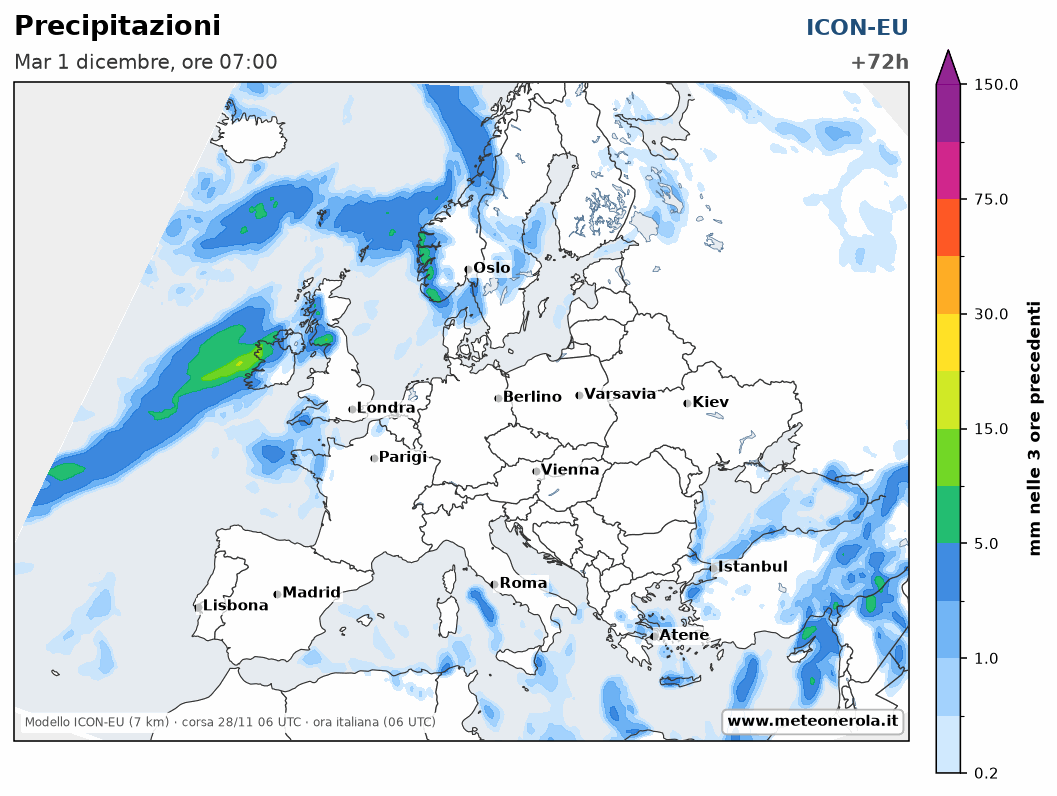 Precipitazioni
ICON-EU
Mar 1 dicembre, ore 07:00
+72h
150.0
75.0
30.0
15.0
5.0
1.0
0.2
mm nelle 3 ore precedenti
Oslo
Londra
Berlino
Varsavia
Kiev
Parigi
Vienna
Istanbul
Roma
Madrid
Lisbona
Atene
Modello ICON-EU (7 km) · corsa 28/11 06 UTC · ora italiana (06 UTC)
www.meteonerola.it